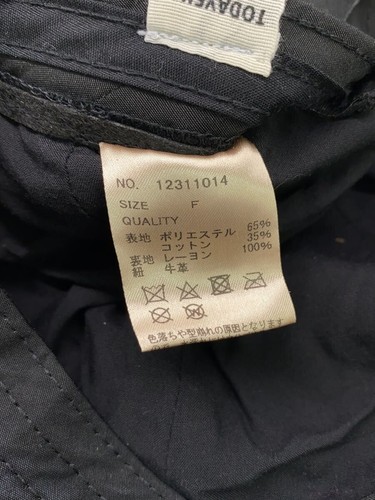 TODAYFUL
NO. 12311014
SIZE F
QUALITY
表地 ポリエステル 65%
コットン 35%
裏地 レーヨン 100%
紐 牛革
色落ちや型崩れの原因となります